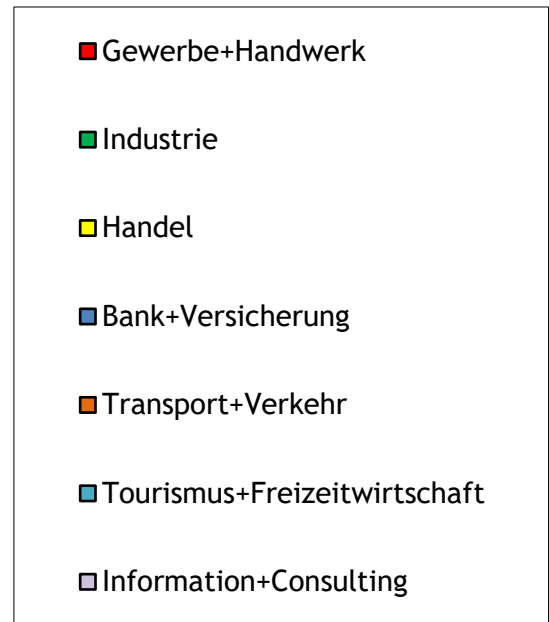 Gewerbe+Handwerk
Industrie
Handel
Bank+Versicherung
Transport+Verkehr
Tourismus+Freizeitwirtschaft
Information+Consulting